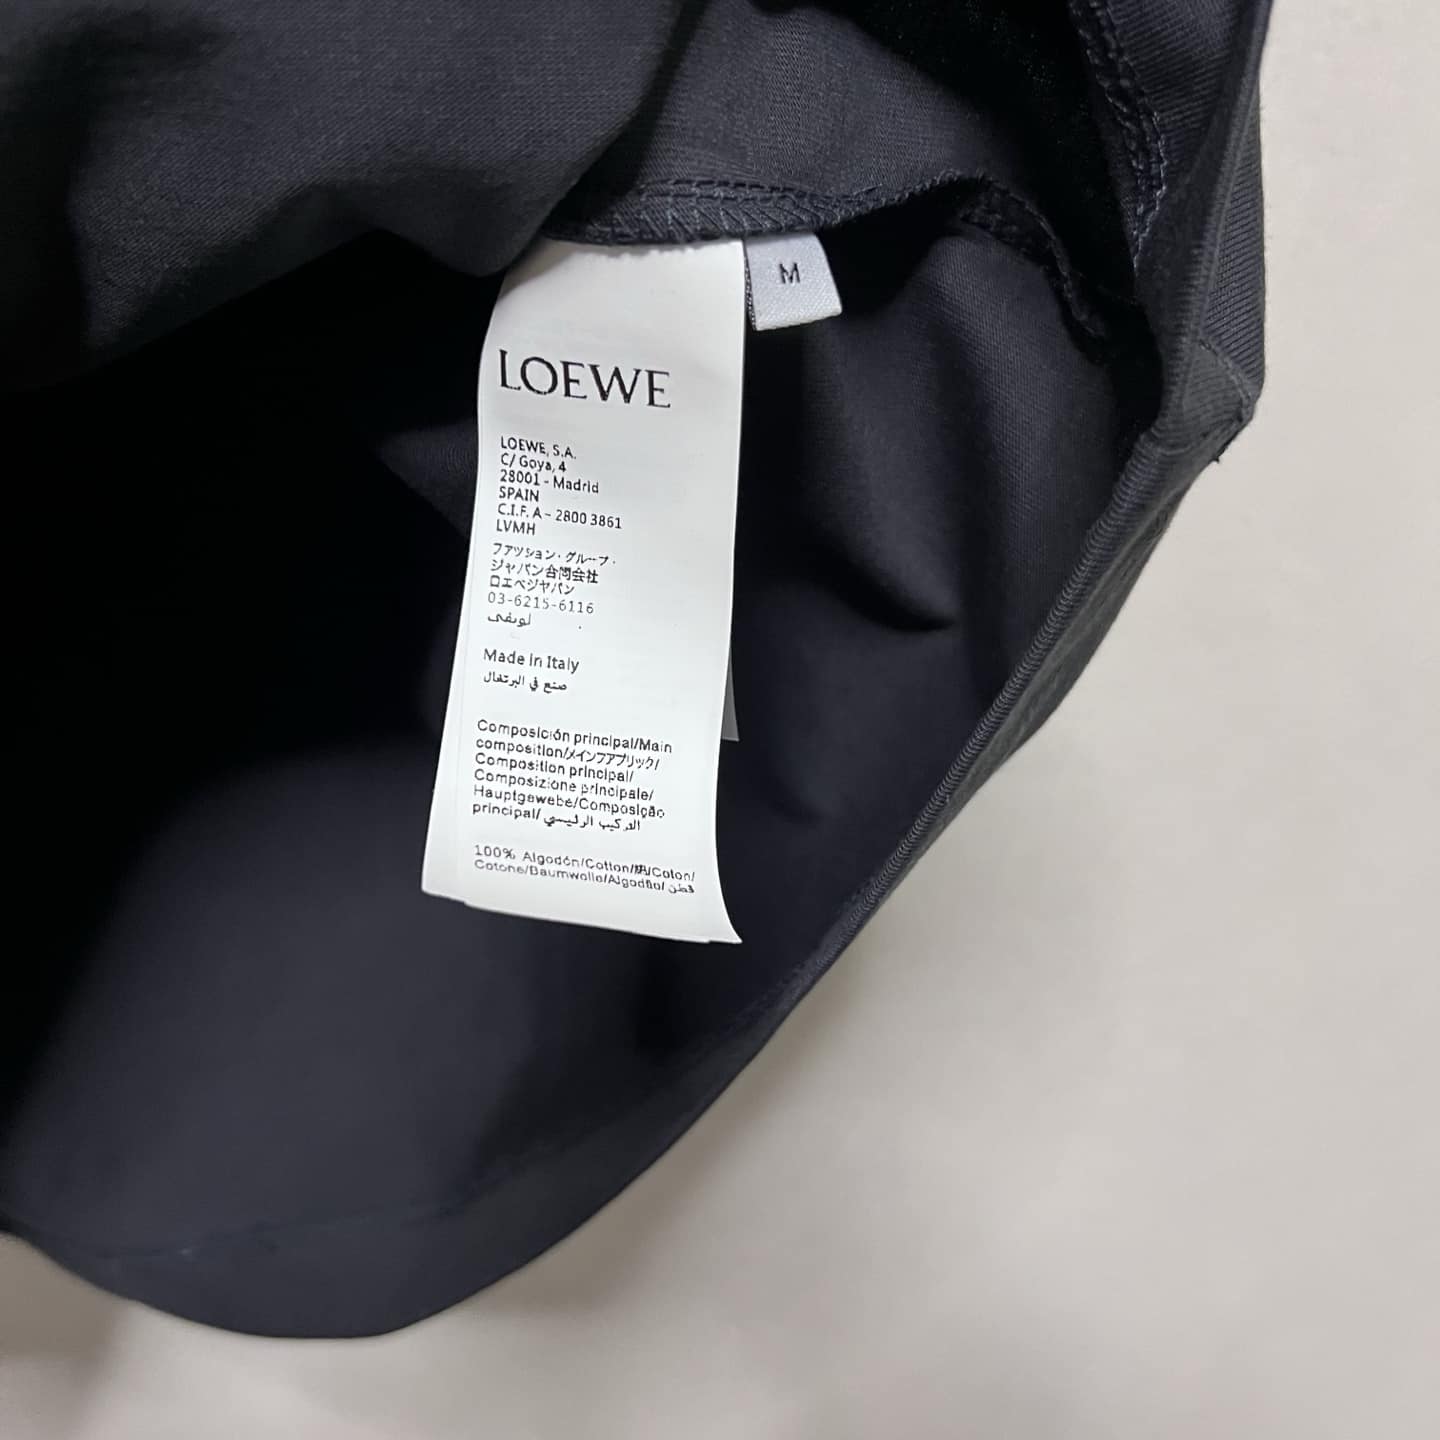 M
LOEWE
LOEWE, S.A.
C/ Goya, 4
28001 - Madrid
SPAIN
C.I.F. A - 2800 3861
LVMH
ファッション・グループ・
ジャパン合同会社
ロエベジャパン
03-6215-6116
لويفي
Made in Italy
صنع في البرتغال
Composición principal/Main
composition/メインファブリック/
Composition principal/
Composizione principale/
Hauptgewebe/Composição
principal/ التركيب الرئيسي
100% Algodón/Cotton/綿/Coton/
Cotone/Baumwolle/Algodão/ قطن